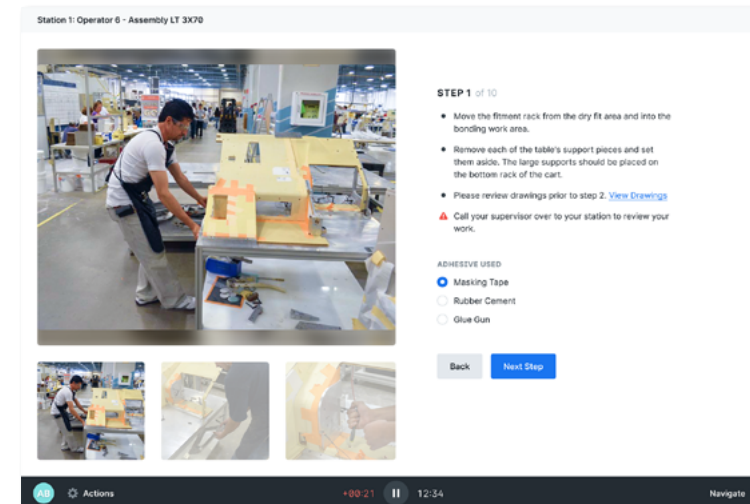 Station 1: Operator 6 - Assembly LT 3X70
STEP 1 of 10
Move the fitment rack from the dry fit area and into the
bonding work area.
Remove each of the table's support pieces and set
them aside. The large supports should be placed on
the bottom rack of the cart.
Please review drawings prior to step 2. View Drawings
Call your supervisor over to your station to review your
work.
ADHESIVE USED
Masking Tape
Rubber Cement
Glue Gun
Back
Next Step
AB
Actions
+00:21
12:34
Navigate